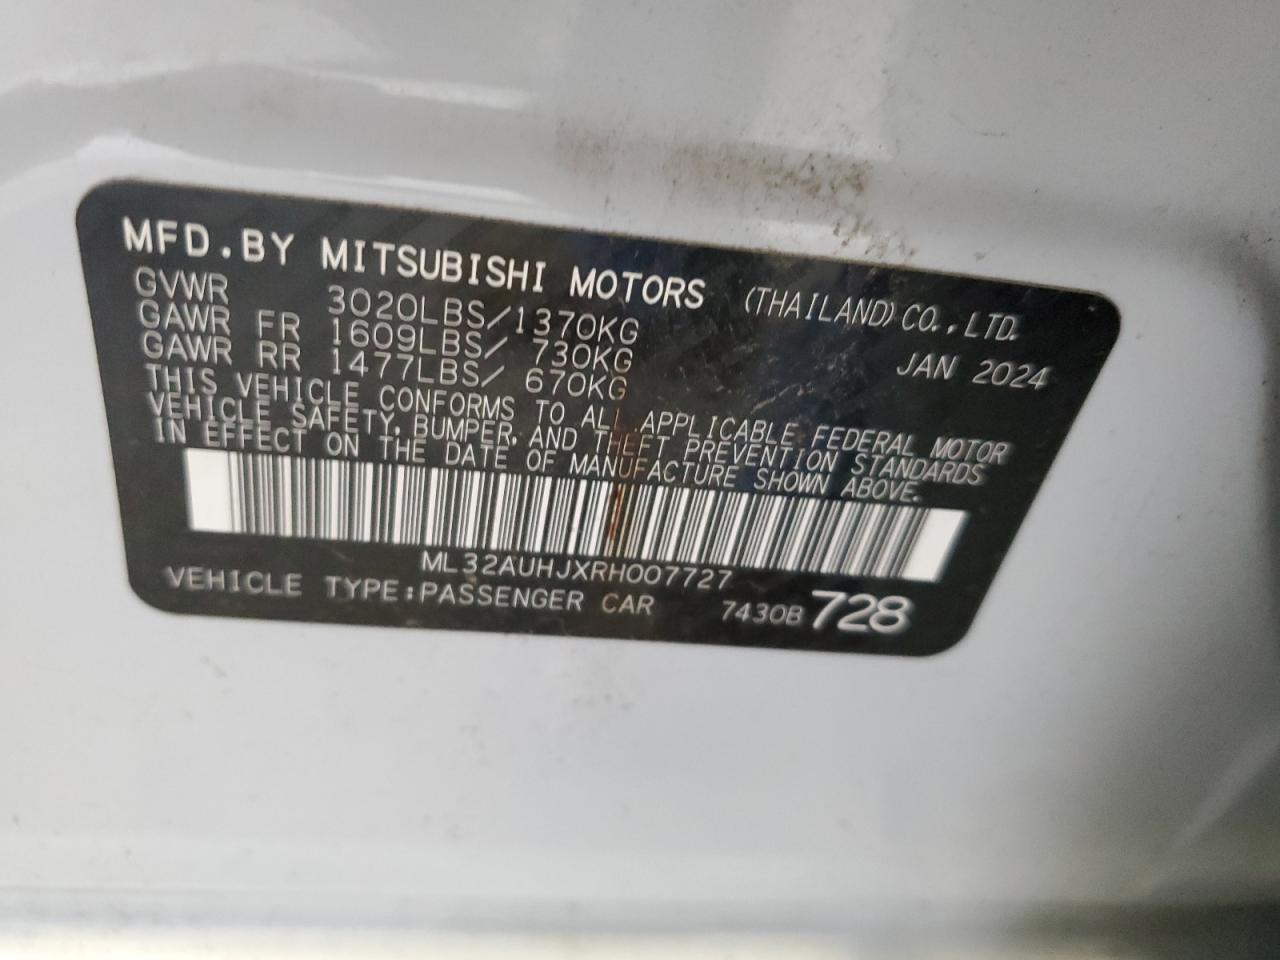 MFD.BY MITSUBISHI MOTORS (THAILAND) CO., LTD.
GVWR 3020LBS/1370KG JAN 2024
GAWR FR 1609LBS/ 730KG
GAWR RR 1477LBS/ 670KG
THIS VEHICLE CONFORMS TO ALL APPLICABLE FEDERAL MOTOR
VEHICLE SAFETY, BUMPER, AND THEFT PREVENTION STANDARDS
IN EFFECT ON THE DATE OF MANUFACTURE SHOWN ABOVE.
ML32AUHJXRH007727
VEHICLE TYPE:PASSENGER CAR 7430B 728